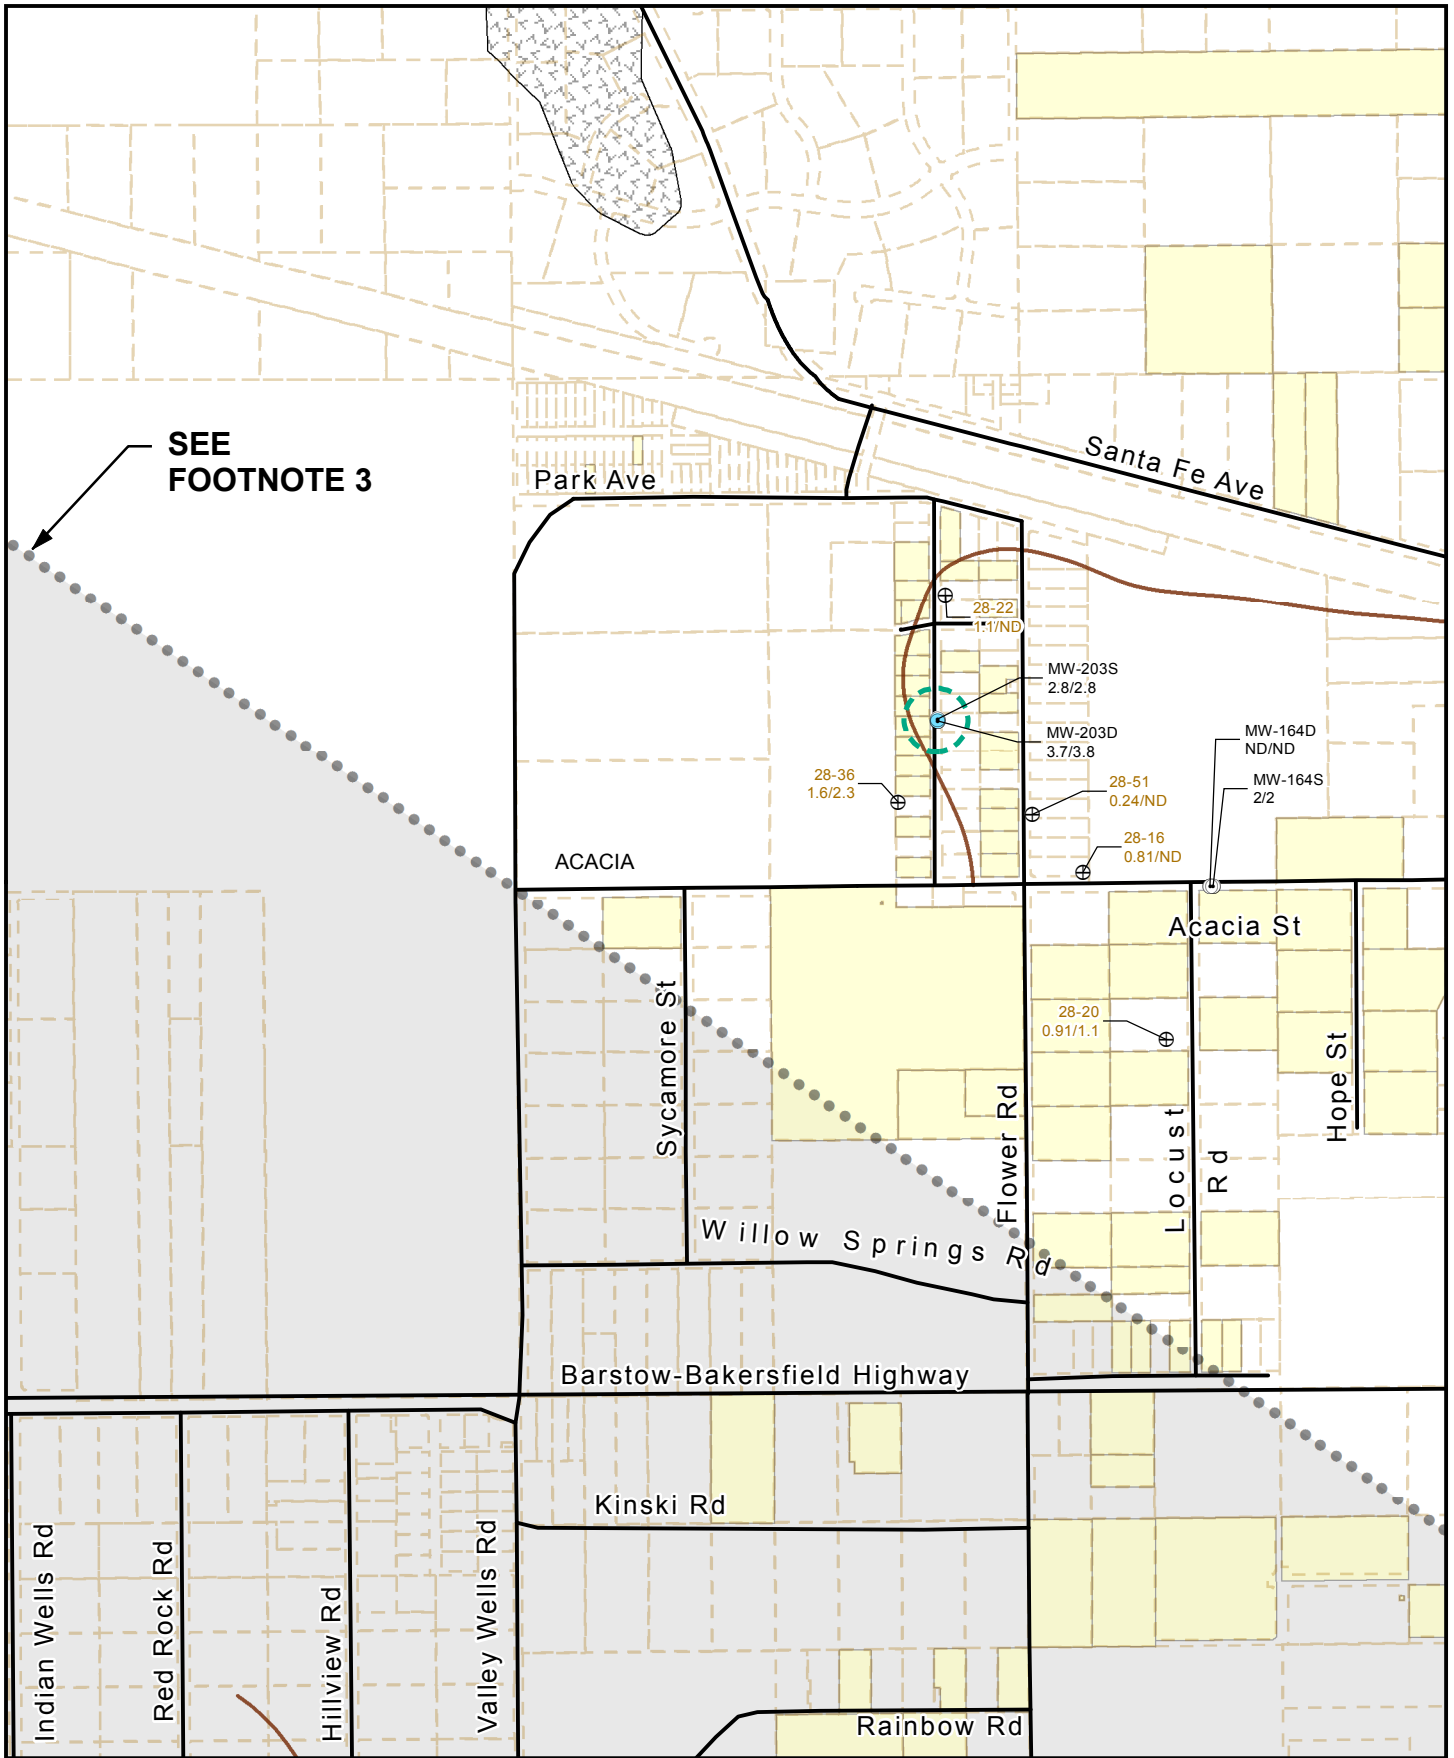 SEE
FOOTNOTE 3
Park Ave
Santa Fe Ave
28-22
1.1/ND
MW-203S
2.8/2.8
MW-203D
3.7/3.8
MW-164D
ND/ND
MW-164S
2/2
28-36
1.6/2.3
28-51
0.24/ND
28-16
0.81/ND
ACACIA
Acacia St
28-20
0.91/1.1
Sycamore St
Flower Rd
Locust
Rd
Hope St
Willow Springs Rd
Barstow-Bakersfield Highway
Kinski Rd
Indian Wells Rd
Red Rock Rd
Hillview Rd
Valley Wells Rd
Rainbow Rd